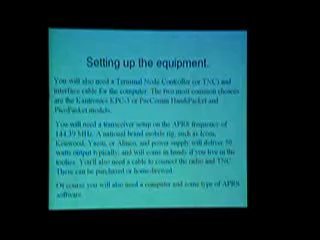 Setting up the equipment.
You will also need a Terminal Node Controller (or TNC) and
interface cable for the computer. The two most common choices
are the Kantronics KPC-3 or PacComm HandiPacket and
PicoPacket models.
You will need a transceiver setup on the APRS frequency of
144.39 MHz. A national brand mobile rig, such as Icom,
Kenwood, Yaesu, or Alinco, and power supply will deliver 50
watts output typically, and will come in handy if you live in the
You'll also need a cable to connect the radio and TNC.
These can be purchased or home-brewed.
Of course you will also need a computer and some type of APRS
software.